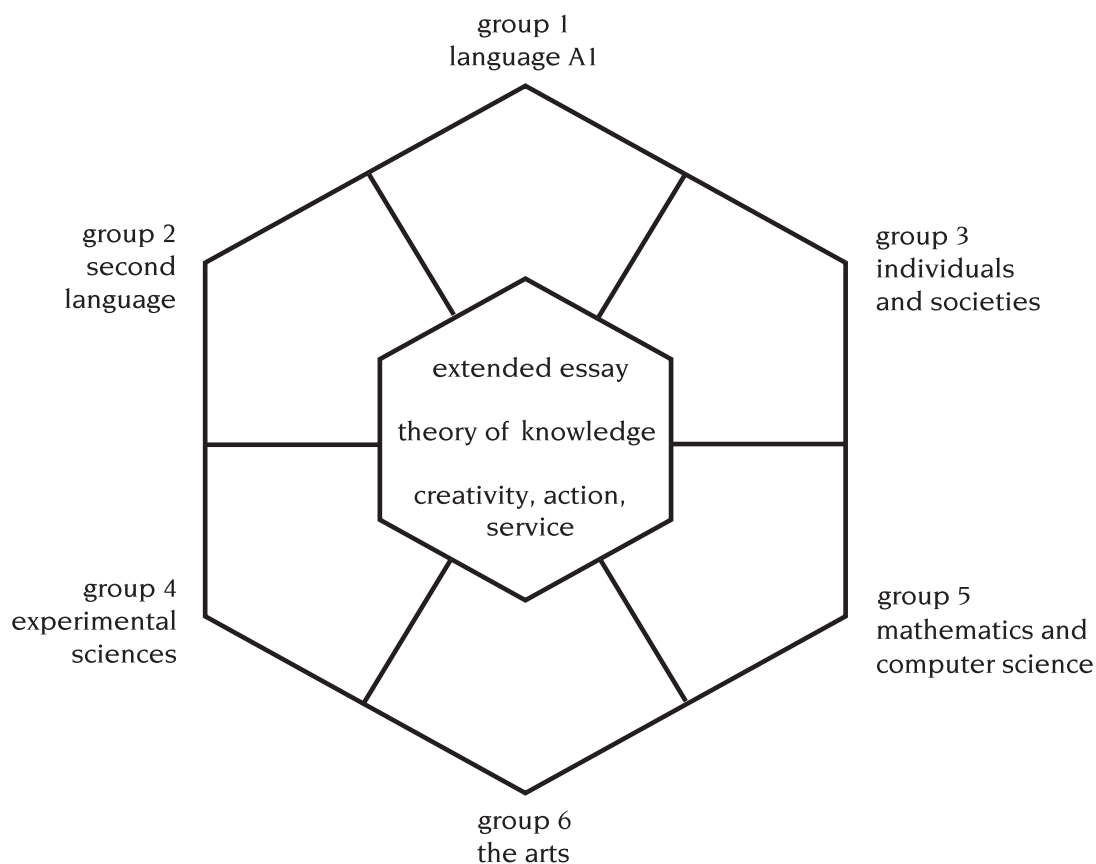 group 1
language A1
group 2
second
language
group 3
individuals
and societies
extended essay
theory of knowledge
creativity, action,
service
group 4
experimental
sciences
group 5
mathematics and
computer science
group 6
the arts